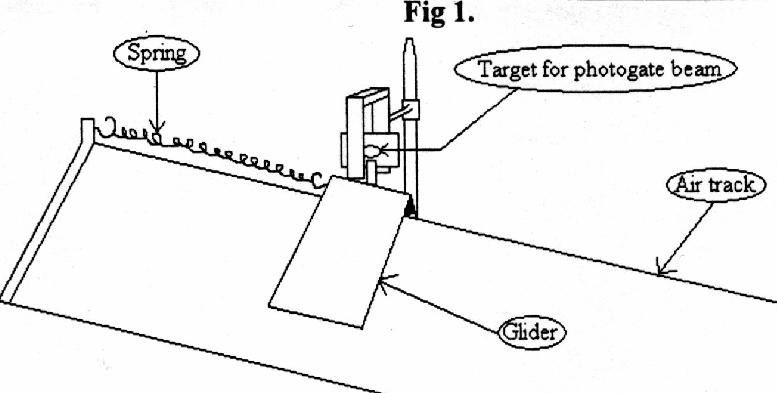 Fig 1.
Spring
Target for photogate beam
Air track
Glider